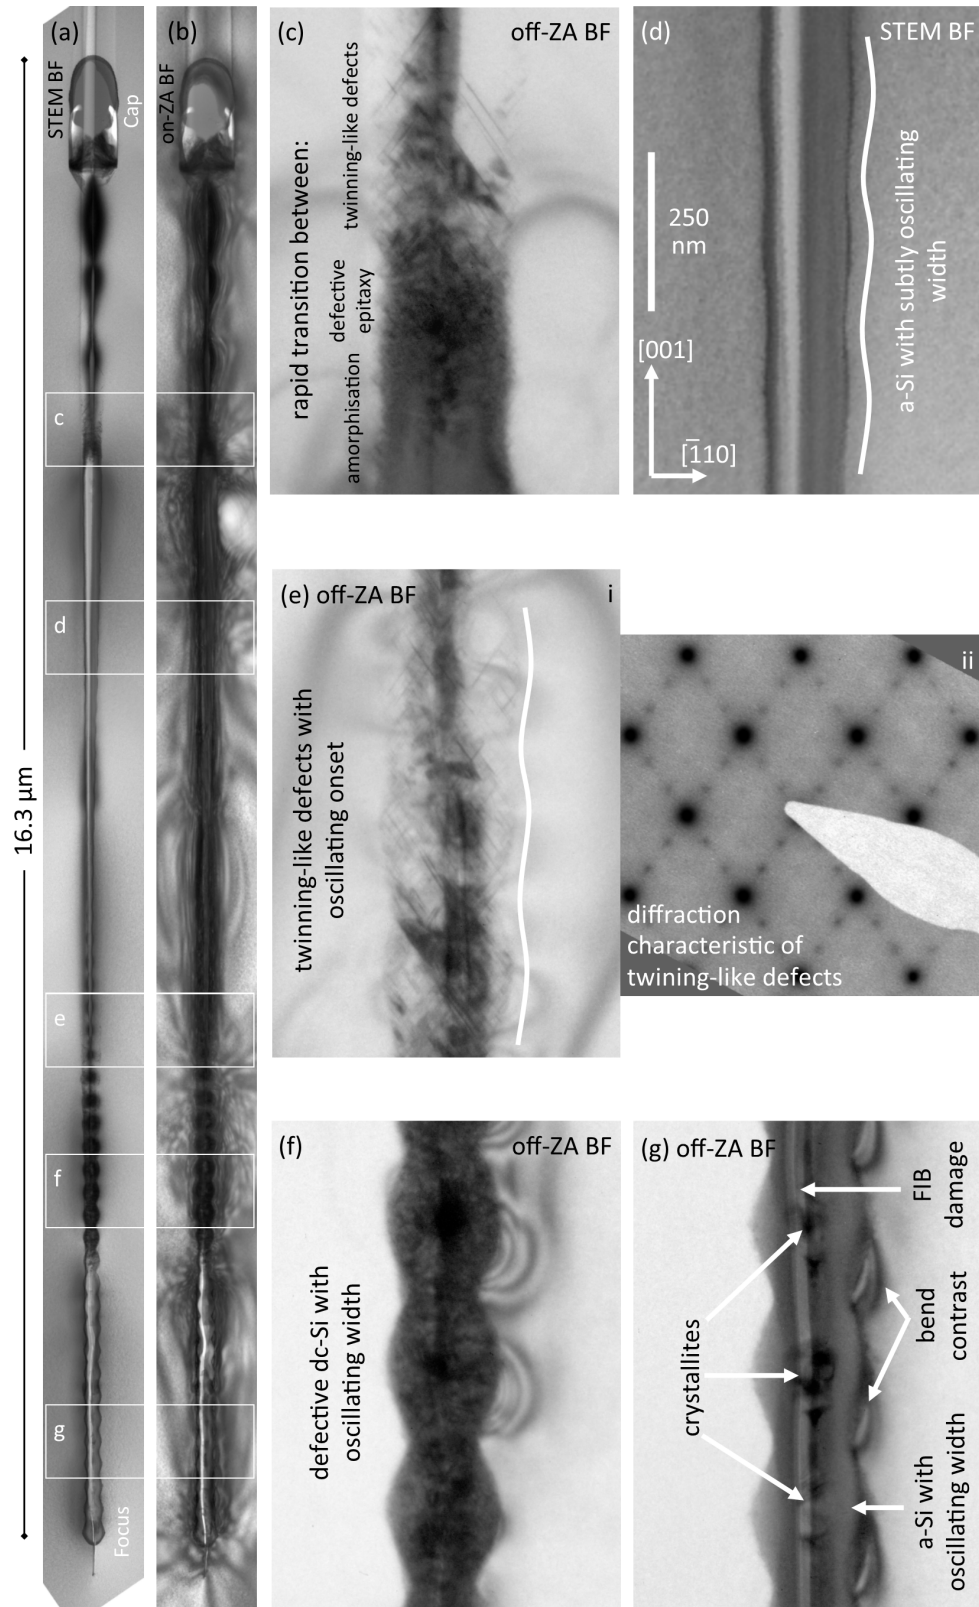 (a)
STEM BF
Cap
16.3 µm
c
d
e
f
g
Focus
(b)
on-ZA BF
(c)
off-ZA BF
rapid transition between:
twinning-like defects
defective
epitaxy
amorphisation
(d)
STEM BF
250
nm
[001]
[1̅10]
a-Si with subtly oscillating
width
(e) off-ZA BF
i
twinning-like defects with
oscillating onset
ii
diffraction
characteristic of
twining-like defects
(f)
off-ZA BF
defective dc-Si with
oscillating width
(g) off-ZA BF
FIB
damage
crystallites
bend
contrast
a-Si with
oscillating width